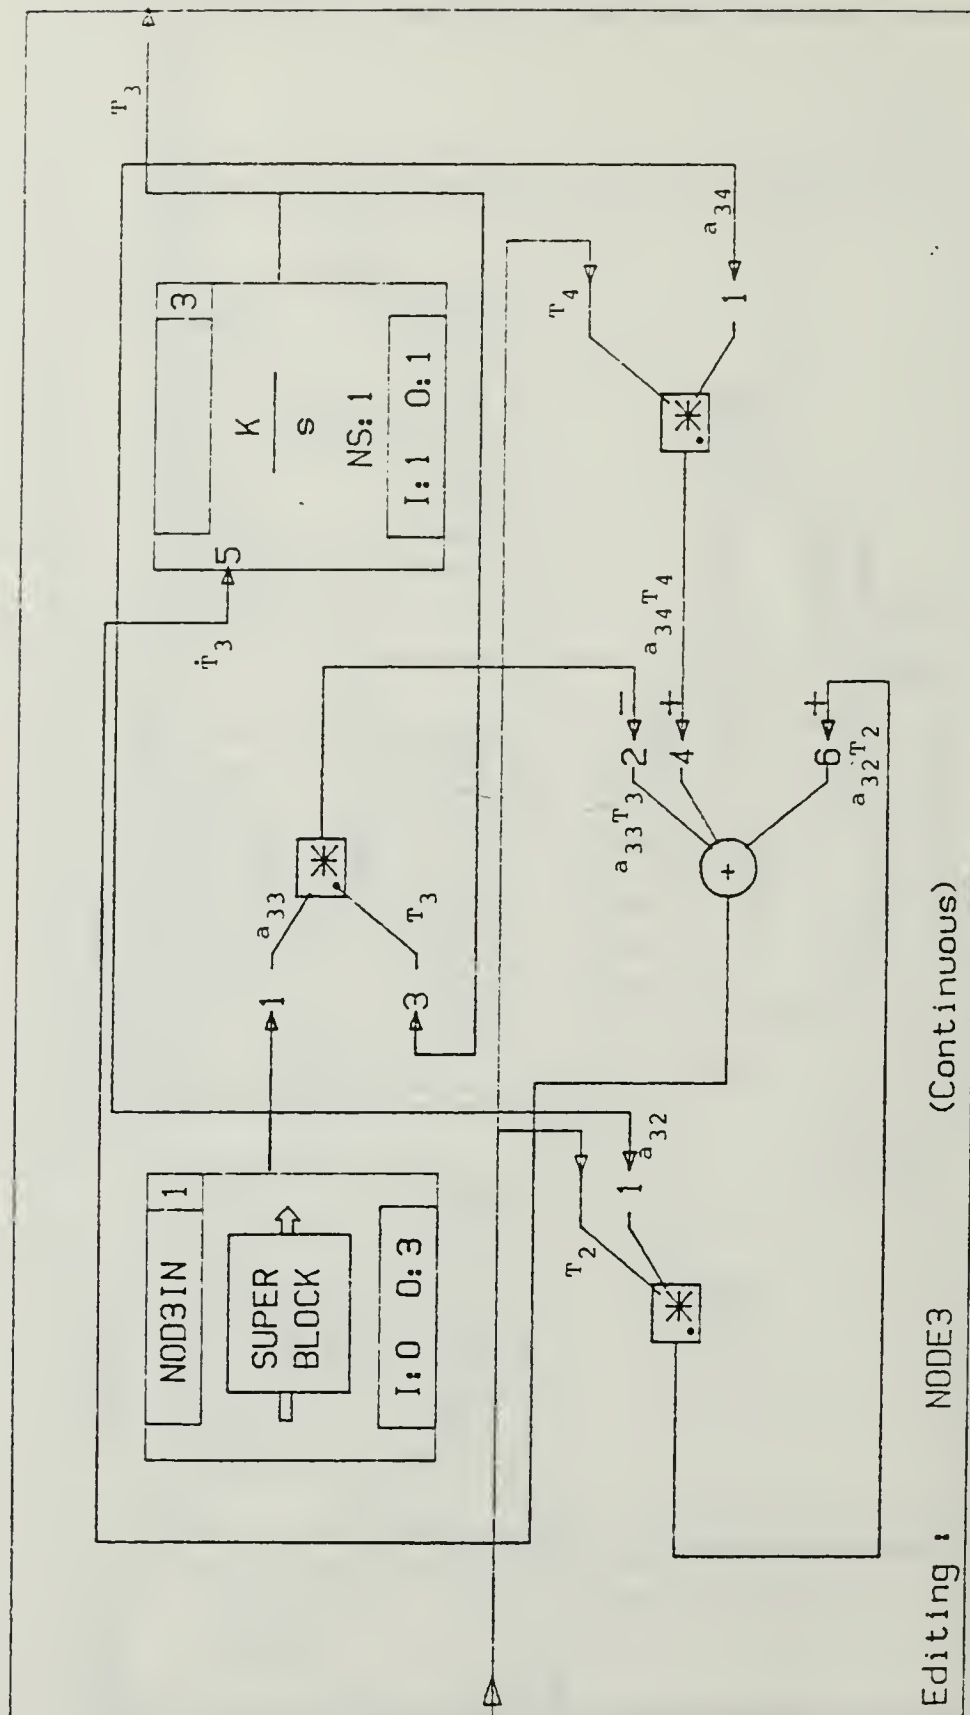 T₃
NOD3IN 1
SUPER
BLOCK
I:0 O:3
1
a₃₃
3
T₃
*
Ṫ₃
5
3
K
s
NS:1
I:1 O:1
T₂
1
a₃₂
*
+
2
−
a₃₃T₃
4
+
a₃₄T₄
6
+
a₃₂T₂
*
T₄
1
a₃₄
Editing : NODE3 (Continuous)